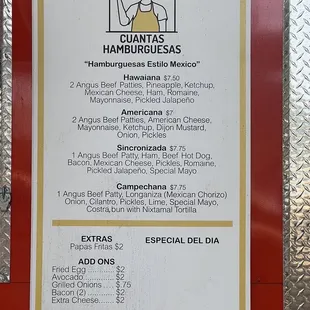 CUANTAS
HAMBURGUESAS
"Hamburguesas Estilo Mexico"
Hawaiana $7.50
2 Angus Beef Patties, Pineapple, Ketchup,
Mexican Cheese, Ham, Romaine,
Mayonnaise, Pickled Jalapeño
Americana $7
2 Angus Beef Patties, American Cheese,
Mayonnaise, Ketchup, Dijon Mustard,
Onion, Pickles
Sincronizada $7.75
1 Angus Beef Patty, Ham, Beef Hot Dog,
Bacon, Mexican Cheese, Pickles, Romaine,
Pickled Jalapeño, Special Mayo
Campechana $7.75
1 Angus Beef Patty, Longaniza (Mexican Chorizo)
Onion, Cilantro, Pickles, Lime, Special Mayo,
Costra,bun with Nixtamal Tortilla
EXTRAS
Papas Fritas $2
ESPECIAL DEL DIA
ADD ONS
Fried Egg ........... $2
Avocado ............ $2
Grilled Onions .... $.75
Bacon (2) .......... $2
Extra Cheese...... $2